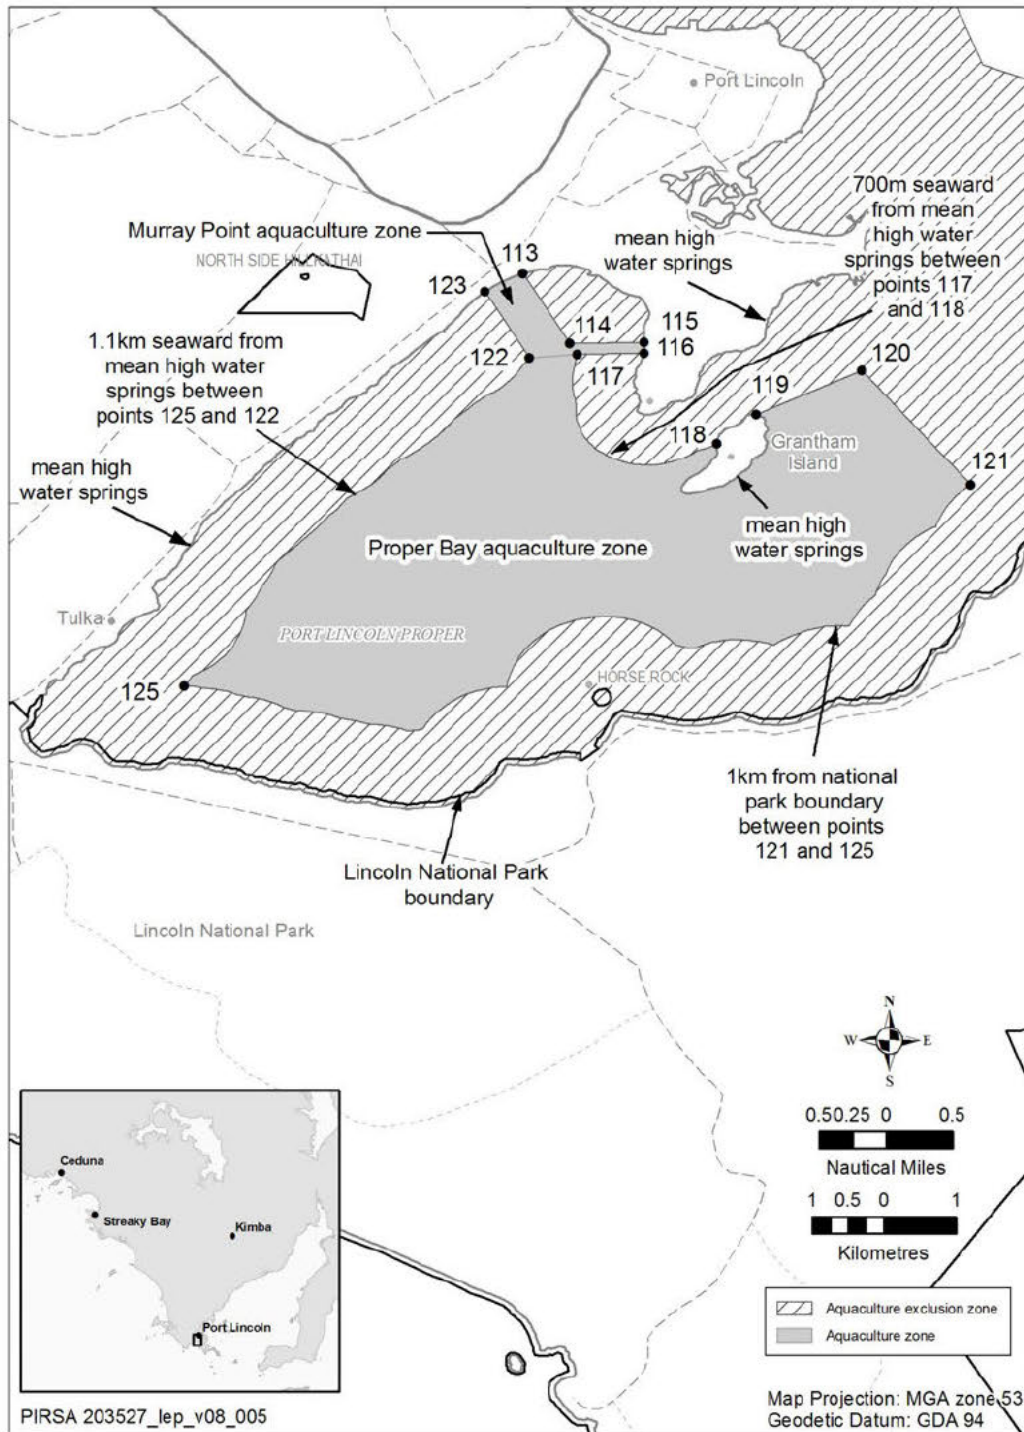 Port Lincoln
700m seaward
from mean
high water
springs between
points 117
and 118
mean high
water springs
Murray Point aquaculture zone
113
123
114
115
116
122
117
120
119
118
121
1.1km seaward from
mean high water
springs between
points 125 and 122
Grantham
Island
mean high
water springs
mean high
water springs
Proper Bay aquaculture zone
Tulka
PORT LINCOLN PROPER
125
HORSE ROCK
1km from national
park boundary
between points
121 and 125
Lincoln National Park
boundary
Lincoln National Park
N
W E
S
0.50.25 0 0.5
Nautical Miles
1 0.5 0 1
Kilometres
Ceduna
Streaky Bay
Kimba
Port Lincoln
Aquaculture exclusion zone
Aquaculture zone
PIRSA 203527_lep_v08_005
Map Projection: MGA zone 53
Geodetic Datum: GDA 94
NORTH SIDE